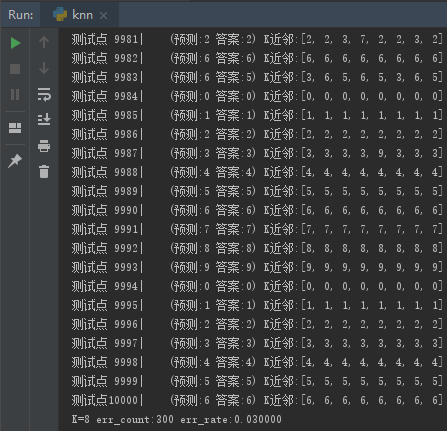 Run: knn ×
测试点 9981| (预测:2 答案:2) K近邻:[2, 2, 3, 7, 2, 2, 3, 2]
测试点 9982| (预测:6 答案:6) K近邻:[6, 6, 6, 6, 6, 6, 6, 6]
测试点 9983| (预测:6 答案:6) K近邻:[3, 6, 5, 6, 5, 3, 6, 5]
测试点 9984| (预测:0 答案:0) K近邻:[0, 0, 0, 0, 0, 0, 0, 0]
测试点 9985| (预测:1 答案:1) K近邻:[1, 1, 1, 1, 1, 1, 1, 1]
测试点 9986| (预测:2 答案:2) K近邻:[2, 2, 2, 2, 2, 2, 2, 2]
测试点 9987| (预测:3 答案:3) K近邻:[3, 3, 3, 3, 9, 3, 3, 3]
测试点 9988| (预测:4 答案:4) K近邻:[4, 4, 4, 4, 4, 4, 4, 4]
测试点 9989| (预测:5 答案:5) K近邻:[5, 5, 5, 5, 5, 5, 5, 5]
测试点 9990| (预测:6 答案:6) K近邻:[6, 6, 6, 6, 6, 6, 6, 6]
测试点 9991| (预测:7 答案:7) K近邻:[7, 7, 7, 7, 7, 7, 7, 7]
测试点 9992| (预测:8 答案:8) K近邻:[8, 8, 8, 8, 8, 8, 8, 8]
测试点 9993| (预测:9 答案:9) K近邻:[9, 9, 9, 9, 9, 9, 9, 9]
测试点 9994| (预测:0 答案:0) K近邻:[0, 0, 0, 0, 0, 0, 0, 0]
测试点 9995| (预测:1 答案:1) K近邻:[1, 1, 1, 1, 1, 1, 1, 1]
测试点 9996| (预测:2 答案:2) K近邻:[2, 2, 2, 2, 2, 2, 2, 2]
测试点 9997| (预测:3 答案:3) K近邻:[3, 3, 3, 3, 3, 3, 3, 3]
测试点 9998| (预测:4 答案:4) K近邻:[4, 4, 4, 4, 4, 4, 4, 4]
测试点 9999| (预测:5 答案:5) K近邻:[5, 5, 5, 5, 5, 5, 5, 5]
测试点10000| (预测:6 答案:6) K近邻:[6, 6, 6, 6, 6, 6, 6, 6]
K=8 err_count:300 err_rate:0.030000